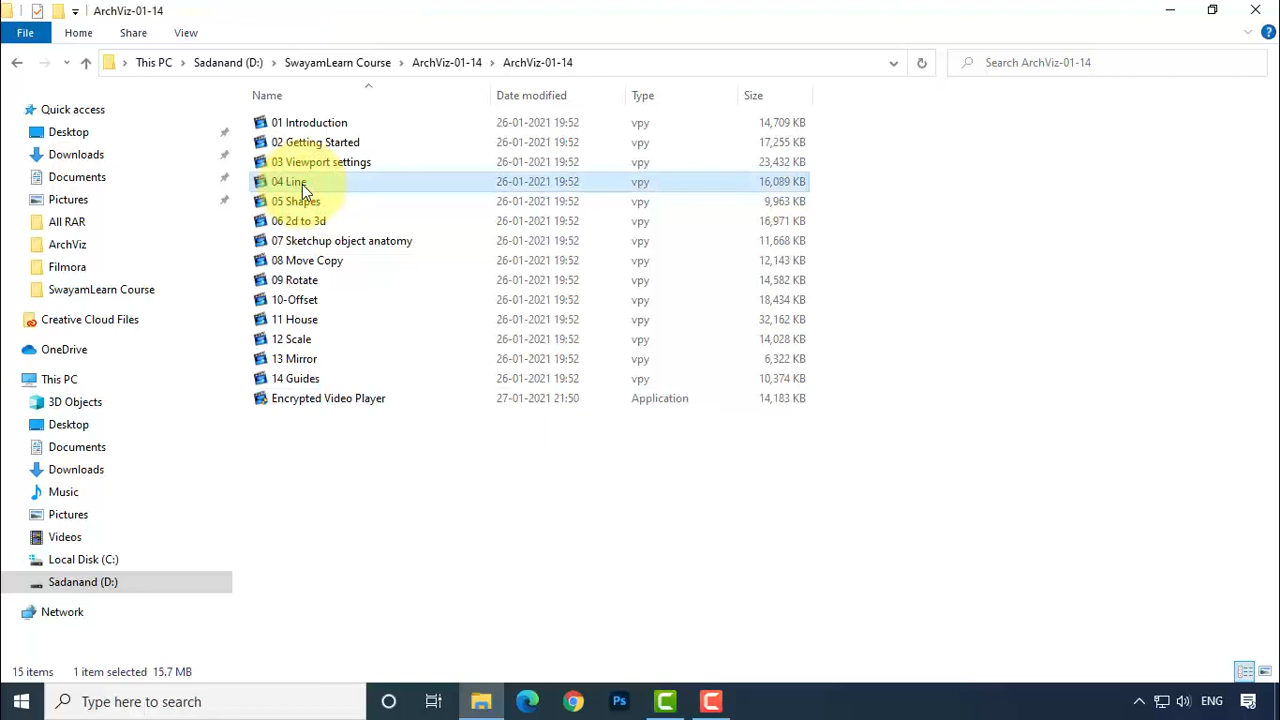 ArchViz-01-14
File Home Share View
This PC Sadanand (D:) SwayamLearn Course ArchViz-01-14 ArchViz-01-14 Search ArchViz-01-14
Name Date modified Type Size
01 Introduction 26-01-2021 19:52 vpy 14,709 KB
02 Getting Started 26-01-2021 19:52 vpy 17,255 KB
03 Viewport settings 26-01-2021 19:52 vpy 23,432 KB
04 Line 26-01-2021 19:52 vpy 16,089 KB
05 Shapes 26-01-2021 19:52 vpy 9,963 KB
06 2d to 3d 26-01-2021 19:52 vpy 16,971 KB
07 Sketchup object anatomy 26-01-2021 19:52 vpy 11,668 KB
08 Move Copy 26-01-2021 19:52 vpy 12,143 KB
09 Rotate 26-01-2021 19:52 vpy 14,582 KB
10-Offset 26-01-2021 19:52 vpy 18,434 KB
11 House 26-01-2021 19:52 vpy 32,162 KB
12 Scale 26-01-2021 19:52 vpy 14,028 KB
13 Mirror 26-01-2021 19:52 vpy 6,322 KB
14 Guides 26-01-2021 19:52 vpy 10,374 KB
Encrypted Video Player 27-01-2021 21:50 Application 14,183 KB
Quick access
Desktop
Downloads
Documents
Pictures
All RAR
ArchViz
Filmora
SwayamLearn Course
Creative Cloud Files
OneDrive
This PC
3D Objects
Desktop
Documents
Downloads
Music
Pictures
Videos
Local Disk (C:)
Sadanand (D:)
Network
15 items 1 item selected 15.7 MB
Type here to search Ps ENG